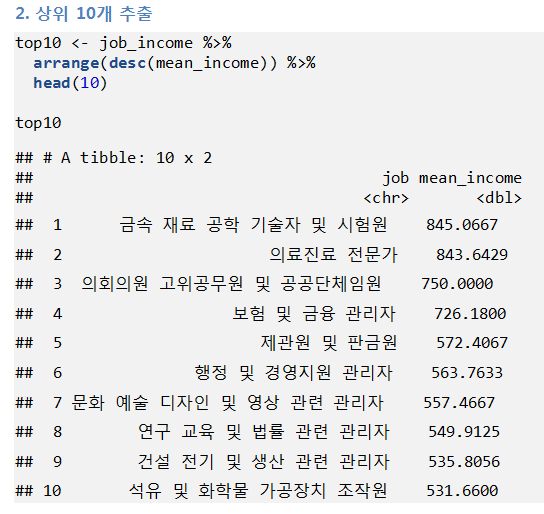 2. 상위 10개 추출
top10 <- job_income %>%
  arrange(desc(mean_income)) %>%
  head(10)
top10
## # A tibble: 10 x 2
## job mean_income
## <chr> <dbl>
## 1 금속 재료 공학 기술자 및 시험원 845.0667
## 2 의료진료 전문가 843.6429
## 3 의회의원 고위공무원 및 공공단체임원 750.0000
## 4 보험 및 금융 관리자 726.1800
## 5 제관원 및 판금원 572.4067
## 6 행정 및 경영지원 관리자 563.7633
## 7 문화 예술 디자인 및 영상 관련 관리자 557.4667
## 8 연구 교육 및 법률 관련 관리자 549.9125
## 9 건설 전기 및 생산 관련 관리자 535.8056
## 10 석유 및 화학물 가공장치 조작원 531.6600